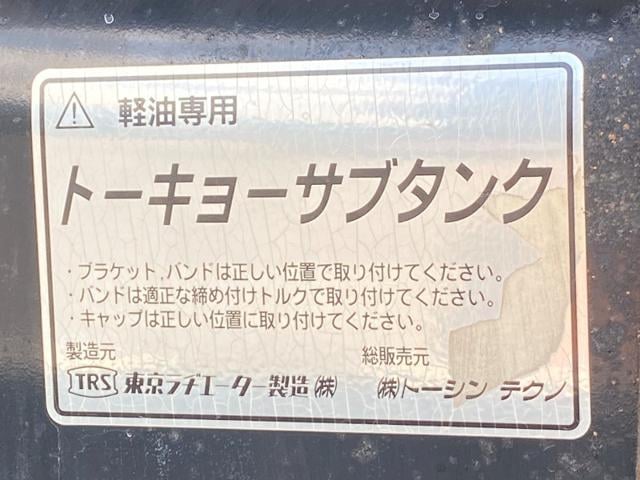 ⚠ 軽油専用
トーキョーサブタンク
・ブラケット、バンドは正しい位置で取り付けてください。
・バンドは適正な締め付けトルクで取り付けてください。
・キャップは正しい位置に取り付けてください。
製造元 総販売元
TRS 東京ラヂエーター製造㈱ ㈱トーシン テクノ